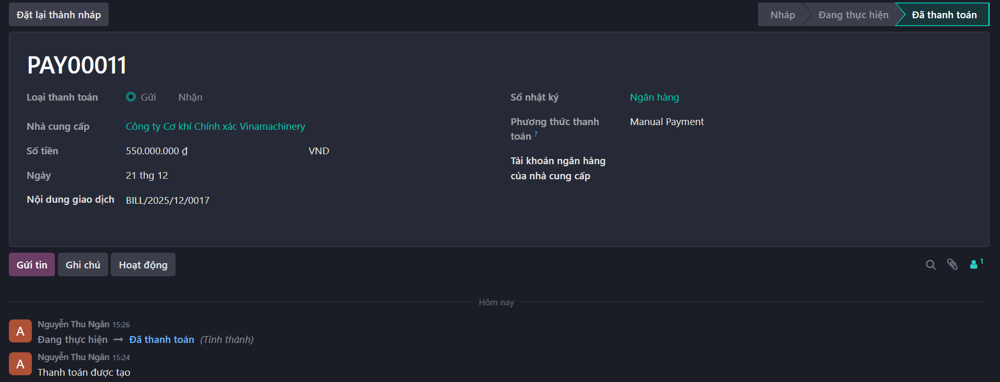 Đặt lại thành nháp
Nháp
Đang thực hiện
Đã thanh toán
PAY00011
Loại thanh toán
Gửi
Nhận
Nhà cung cấp
Công ty Cơ khí Chính xác Vinamachinery
Số tiền
550.000.000 ₫
VND
Ngày
21 thg 12
Nội dung giao dịch
BILL/2025/12/0017
Sổ nhật ký
Ngân hàng
Phương thức thanh
toán ?
Manual Payment
Tài khoản ngân hàng
của nhà cung cấp
Gửi tin
Ghi chú
Hoạt động
1
Hôm nay
A
Nguyễn Thu Ngân 15:26
Đang thực hiện → Đã thanh toán (Tỉnh thành)
A
Nguyễn Thu Ngân 15:24
Thanh toán được tạo